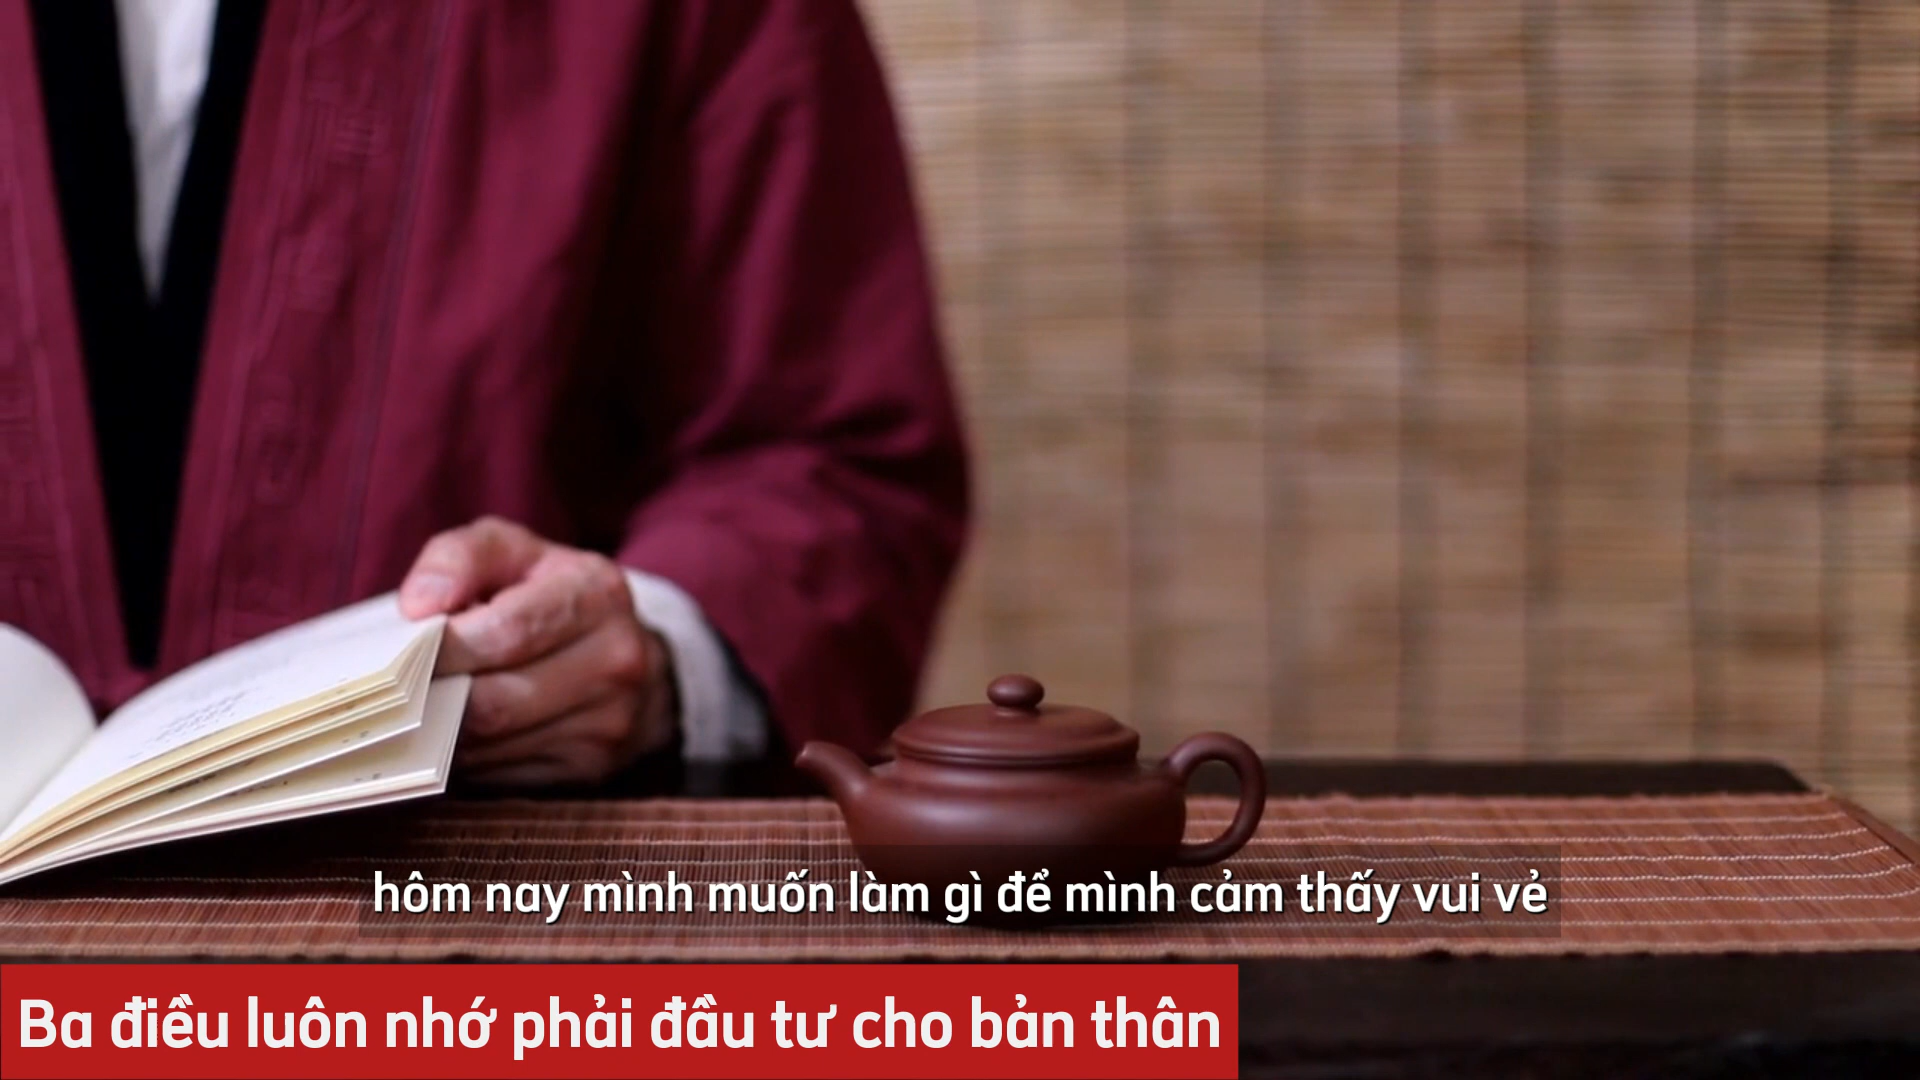 hôm nay mình muốn làm gì để mình cảm thấy vui vẻ
Ba điều luôn nhớ phải đầu tư cho bản thân